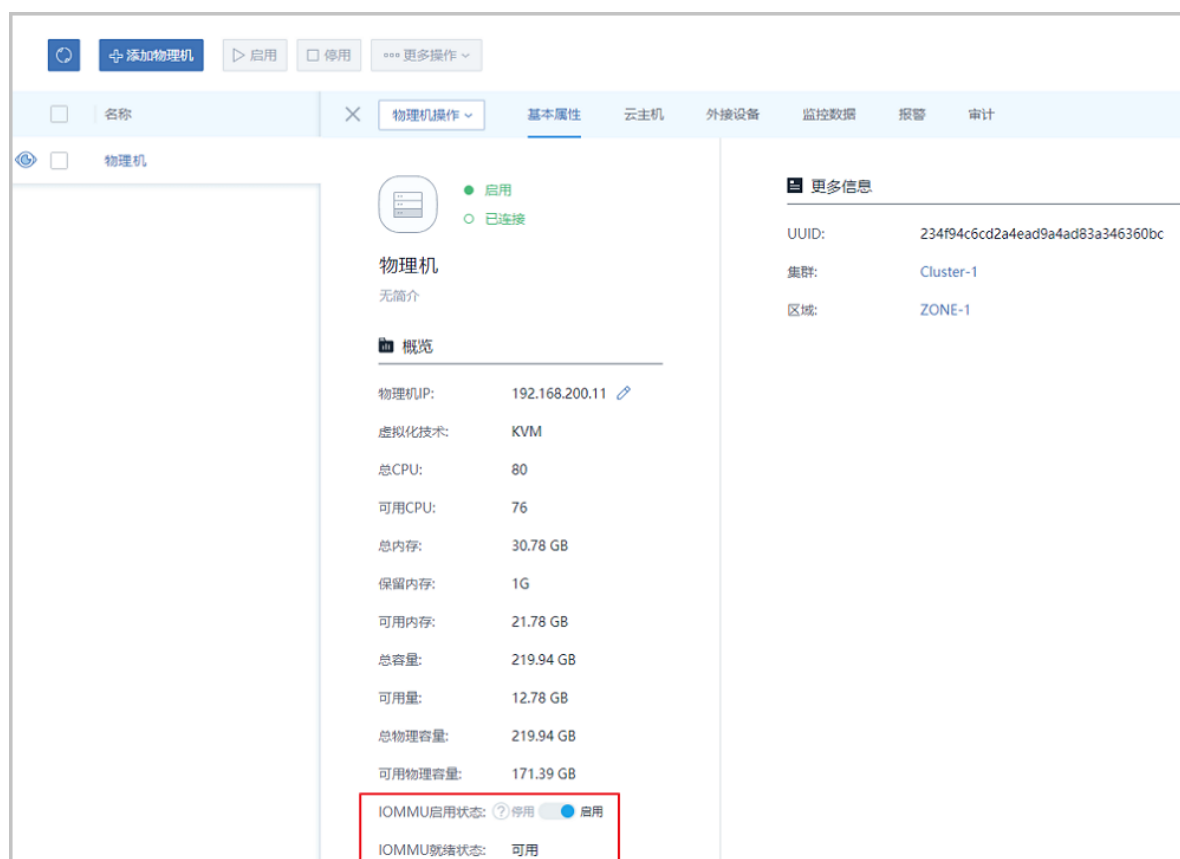 添加物理机 启用 停用 更多操作
名称
物理机操作 基本属性 云主机 外接设备 监控数据 报警 审计
物理机
启用
已连接
物理机
无简介
概览
物理机IP: 192.168.200.11
虚拟化技术: KVM
总CPU: 80
可用CPU: 76
总内存: 30.78 GB
保留内存: 1G
可用内存: 21.78 GB
总容量: 219.94 GB
可用量: 12.78 GB
总物理容量: 219.94 GB
可用物理容量: 171.39 GB
IOMMU启用状态: ? 停用 启用
IOMMU就绪状态: 可用
更多信息
UUID: 234f94c6cd2a4ead9a4ad83a346360bc
集群: Cluster-1
区域: ZONE-1